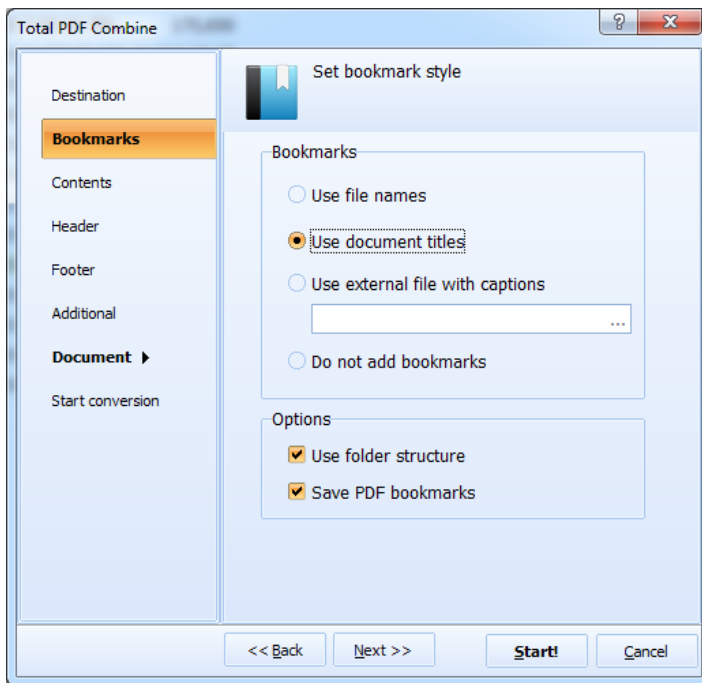 Total PDF Combine
Destination
Bookmarks
Contents
Header
Footer
Additional
Document
Start conversion
Set bookmark style
Bookmarks
Use file names
Use document titles
Use external file with captions
...
Do not add bookmarks
Options
Use folder structure
Save PDF bookmarks
<< Back
Next >>
Start!
Cancel